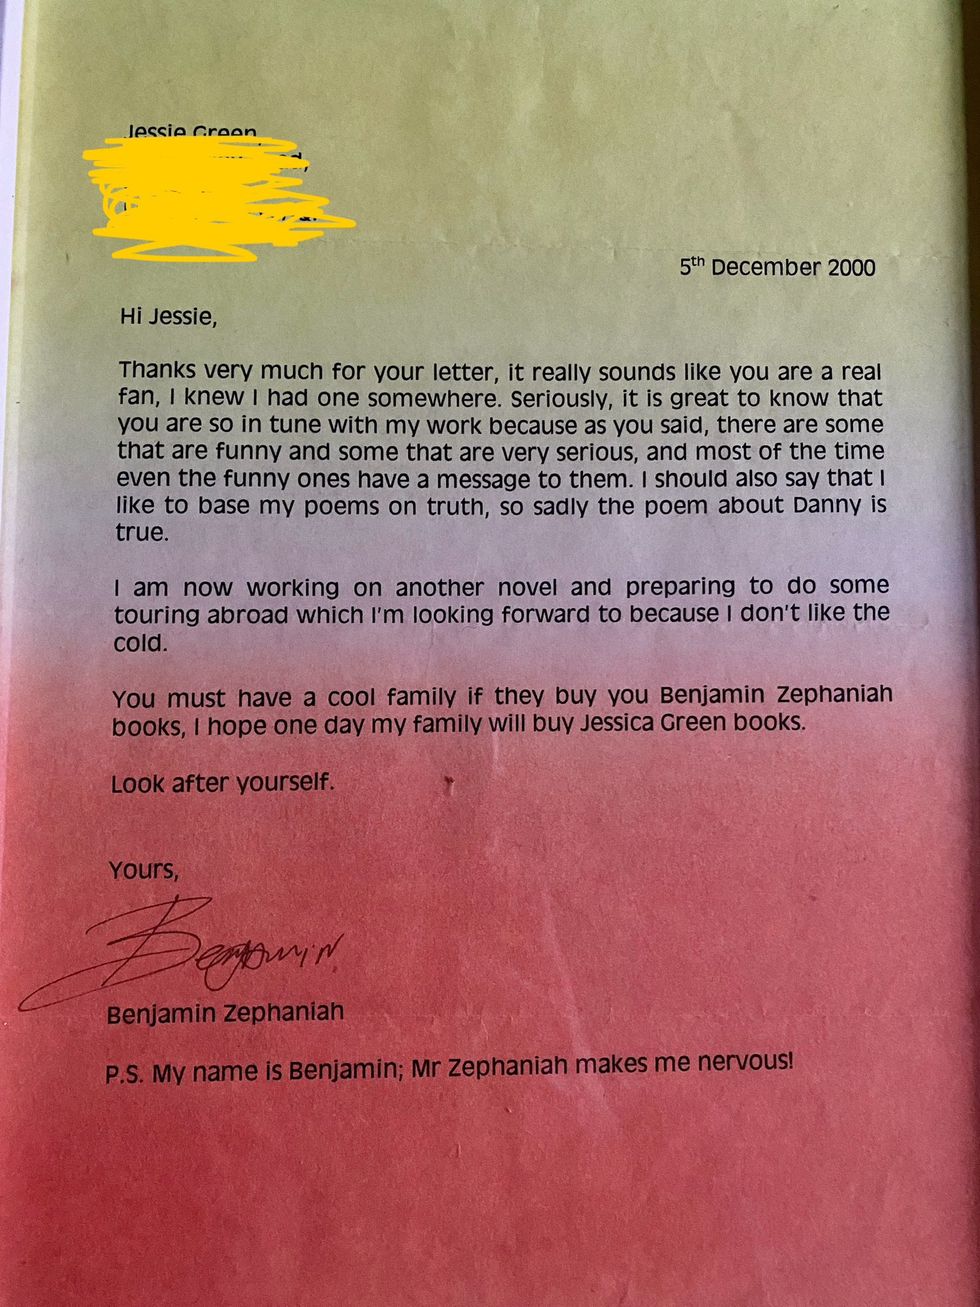 Jessie Green,
5th December 2000
Hi Jessie,
Thanks very much for your letter, it really sounds like you are a real
fan, I knew I had one somewhere. Seriously, it is great to know that
you are so in tune with my work because as you said, there are some
that are funny and some that are very serious, and most of the time
even the funny ones have a message to them. I should also say that I
like to base my poems on truth, so sadly the poem about Danny is
true.
I am now working on another novel and preparing to do some
touring abroad which I'm looking forward to because I don't like the
cold.
You must have a cool family if they buy you Benjamin Zephaniah
books, I hope one day my family will buy Jessica Green books.
Look after yourself.
Yours,
Benjamin
Benjamin Zephaniah
P.S. My name is Benjamin; Mr Zephaniah makes me nervous!